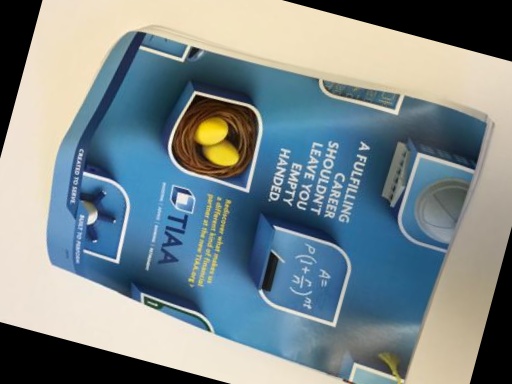 A FULFILLING
CAREER
SHOULDN'T
LEAVE YOU
EMPTY
HANDED.
A=
P(1+r/n)^nt
Rediscover what makes us
a different kind of financial
partner at the new TIAA.org
TIAA
CREATED TO SERVE.
BUILT TO PERFORM.